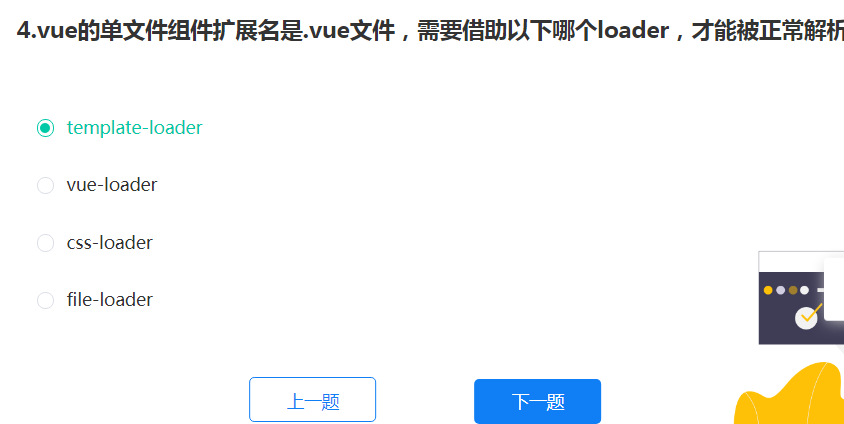 4.vue的单文件组件扩展名是.vue文件，需要借助以下哪个loader，才能被正常解析
template-loader
vue-loader
css-loader
file-loader
上一题
下一题